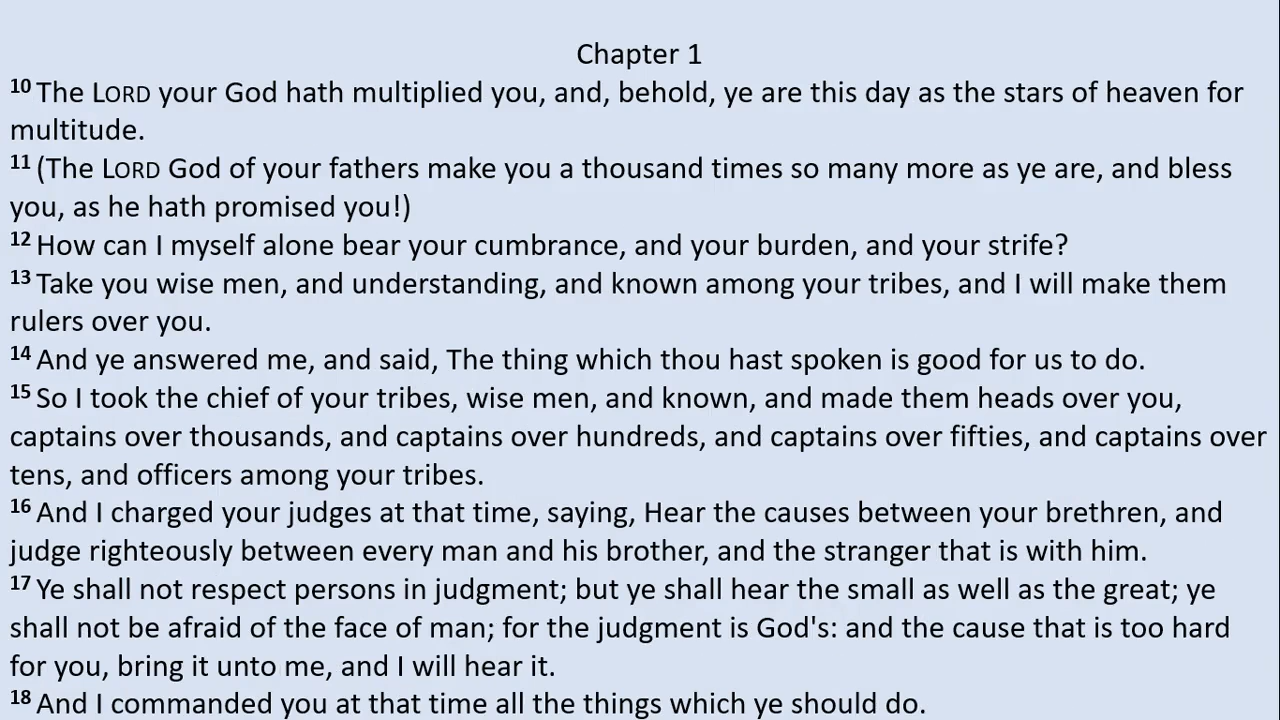 Chapter 1
10 The LORD your God hath multiplied you, and, behold, ye are this day as the stars of heaven for
multitude.
11 (The LORD God of your fathers make you a thousand times so many more as ye are, and bless
you, as he hath promised you!)
12 How can I myself alone bear your cumbrance, and your burden, and your strife?
13 Take you wise men, and understanding, and known among your tribes, and I will make them
rulers over you.
14 And ye answered me, and said, The thing which thou hast spoken is good for us to do.
15 So I took the chief of your tribes, wise men, and known, and made them heads over you,
captains over thousands, and captains over hundreds, and captains over fifties, and captains over
tens, and officers among your tribes.
16 And I charged your judges at that time, saying, Hear the causes between your brethren, and
judge righteously between every man and his brother, and the stranger that is with him.
17 Ye shall not respect persons in judgment; but ye shall hear the small as well as the great; ye
shall not be afraid of the face of man; for the judgment is God's: and the cause that is too hard
for you, bring it unto me, and I will hear it.
18 And I commanded you at that time all the things which ye should do.